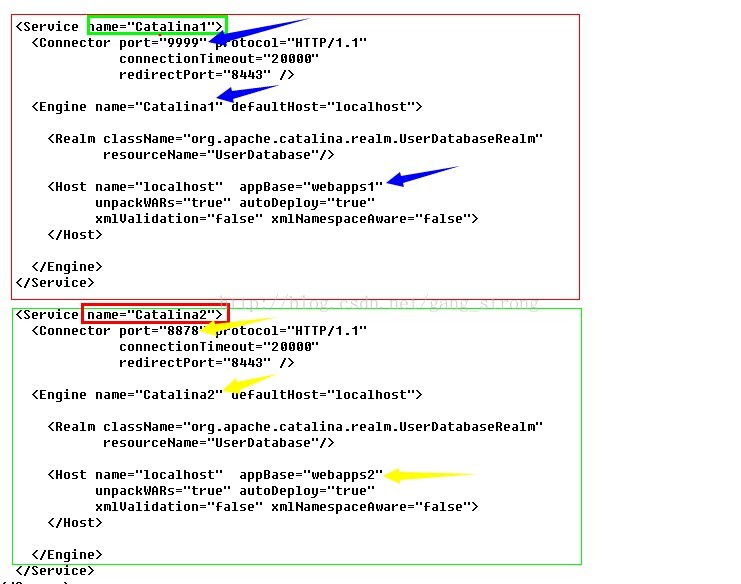 <Service name="Catalina1">
<Connector port="9999" protocol="HTTP/1.1"
connectionTimeout="20000"
redirectPort="8443" />
<Engine name="Catalina1" defaultHost="localhost">
<Realm className="org.apache.catalina.realm.UserDatabaseRealm"
resourceName="UserDatabase"/>
<Host name="localhost" appBase="webapps1"
unpackWARs="true" autoDeploy="true"
xmlValidation="false" xmlNamespaceAware="false">
</Host>
</Engine>
</Service>
http://blog.csdn.net/gang_strong
<Service name="Catalina2">
<Connector port="8878" protocol="HTTP/1.1"
connectionTimeout="20000"
redirectPort="8443" />
<Engine name="Catalina2" defaultHost="localhost">
<Realm className="org.apache.catalina.realm.UserDatabaseRealm"
resourceName="UserDatabase"/>
<Host name="localhost" appBase="webapps2"
unpackWARs="true" autoDeploy="true"
xmlValidation="false" xmlNamespaceAware="false">
</Host>
</Engine>
</Service>